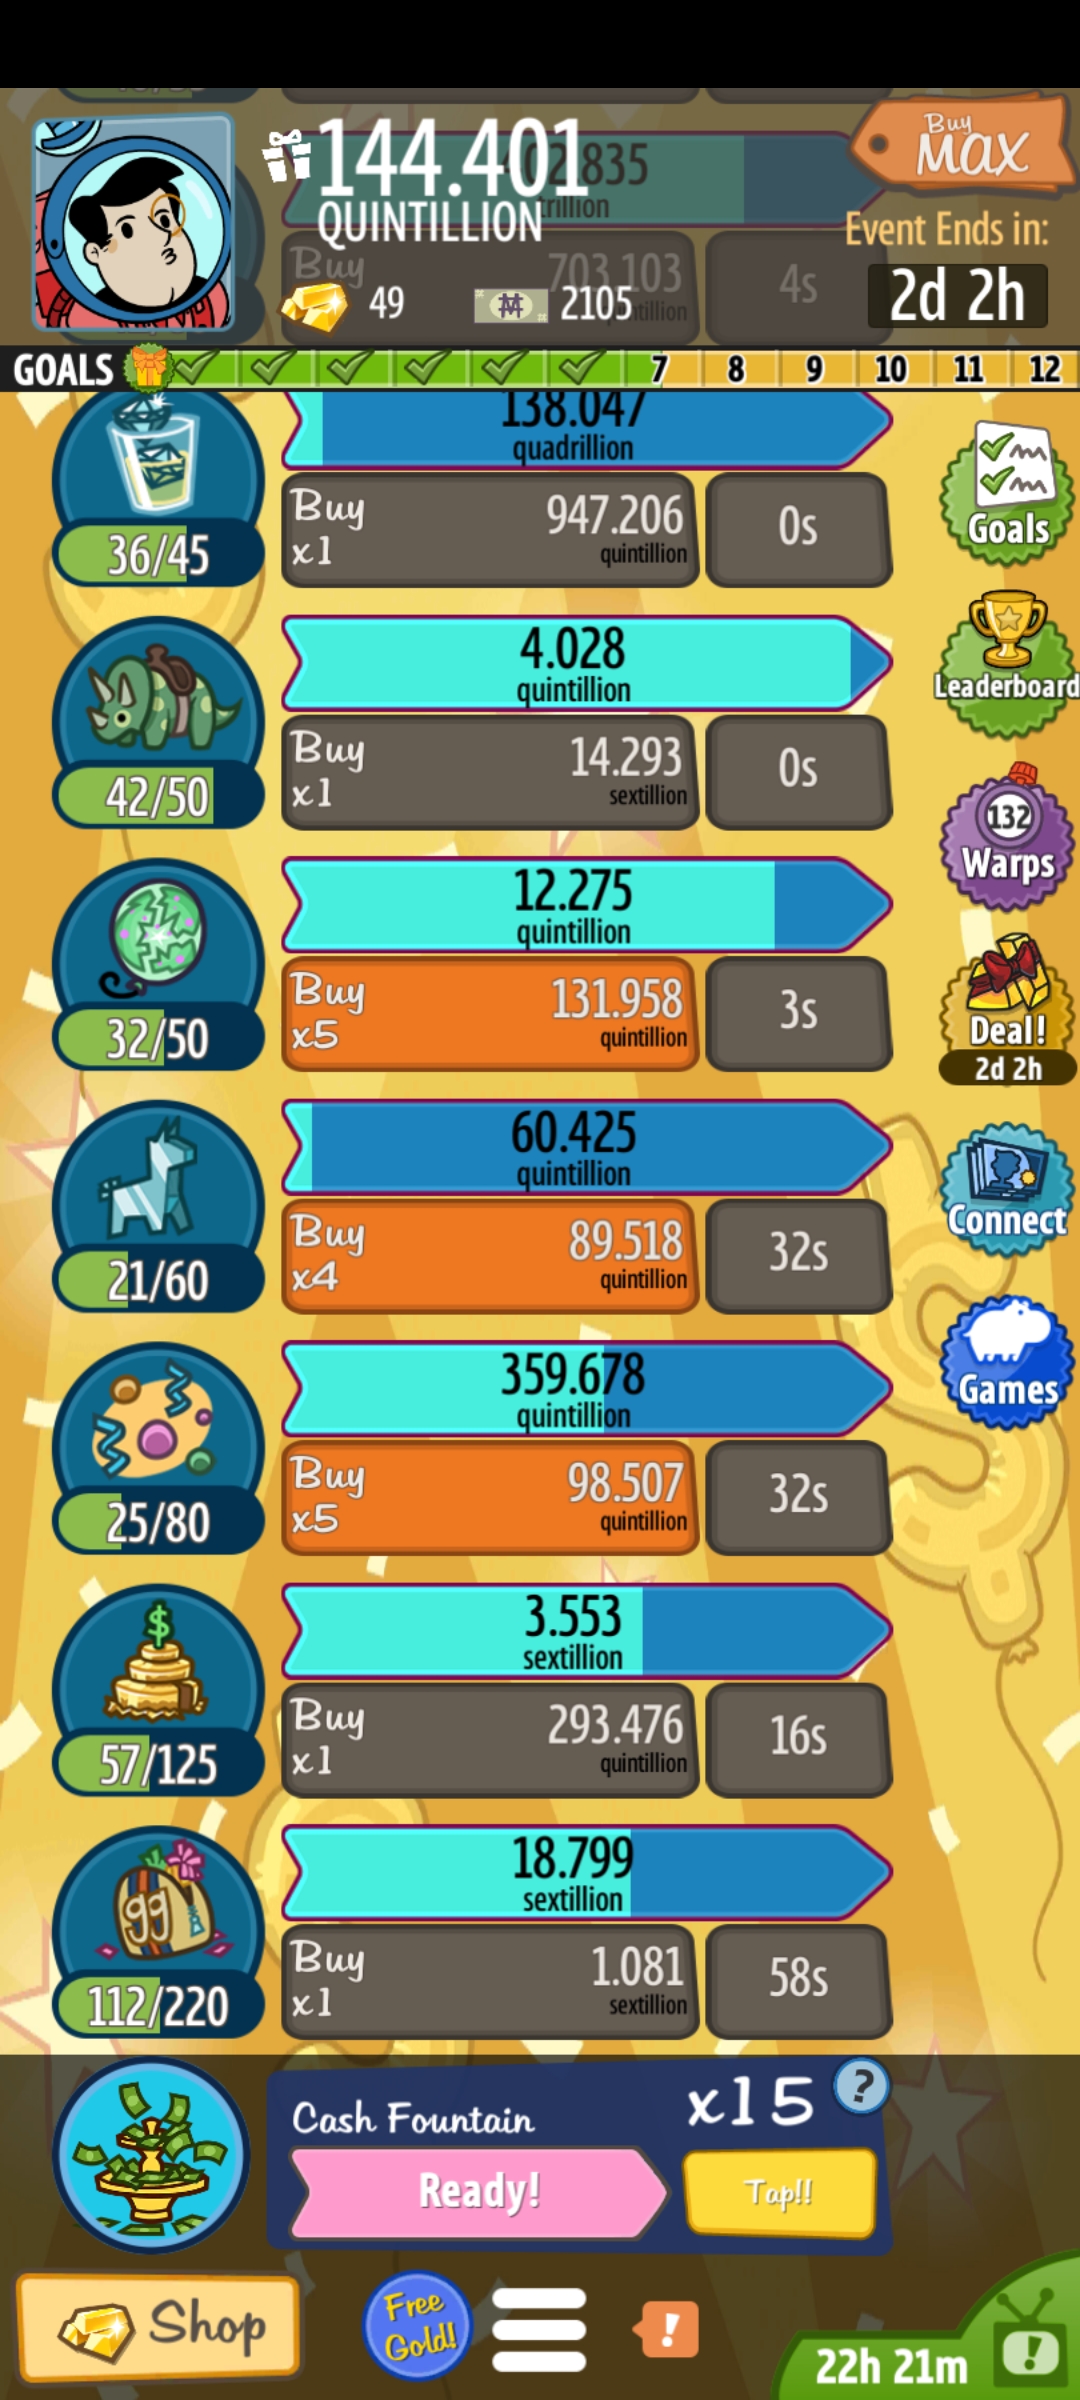 144.401
QUINTILLION
Buy
MAX
Event Ends in:
2d 2h
49
2105
Buy
703.103
4s
GOALS
7 8 9 10 11 12
138.047
quadrillion
36/45
Buy
x1
947.206
quintillion
0s
Goals
4.028
quintillion
42/50
Buy
x1
14.293
sextillion
0s
Leaderboard
12.275
quintillion
32/50
Buy
x5
131.958
quintillion
3s
132
Warps
Deal!
2d 2h
60.425
quintillion
21/60
Buy
x4
89.518
quintillion
32s
Connect
359.678
quintillion
25/80
Buy
x5
98.507
quintillion
32s
Games
$
3.553
sextillion
57/125
Buy
x1
293.476
quintillion
16s
gg
18.799
sextillion
112/220
Buy
x1
1.081
sextillion
58s
Cash Fountain
x15
?
Ready!
Tap!!
Shop
Free
Gold!
!
22h 21m
!